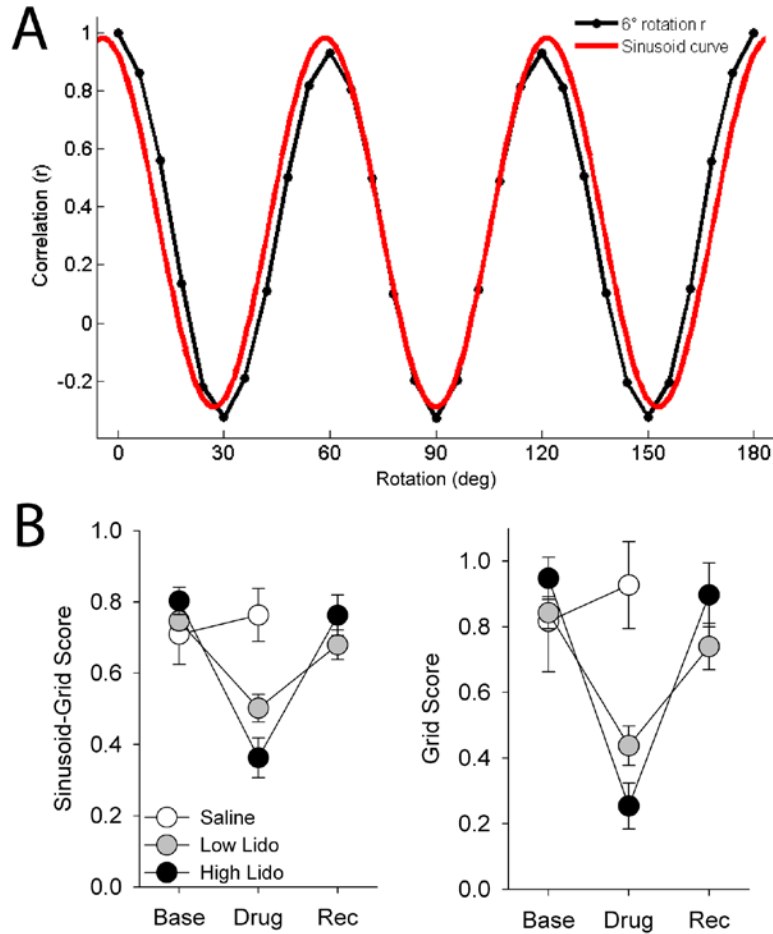 A
6° rotation r
Sinusoid curve
Correlation (r)
1
0.8
0.6
0.4
0.2
0
-0.2
0 30 60 90 120 150 180
Rotation (deg)
B
Sinusoid-Grid Score
1.0
0.8
0.6
0.4
0.2
0.0
Saline
Low Lido
High Lido
Base Drug Rec
Grid Score
1.0
0.8
0.6
0.4
0.2
0.0
Base Drug Rec